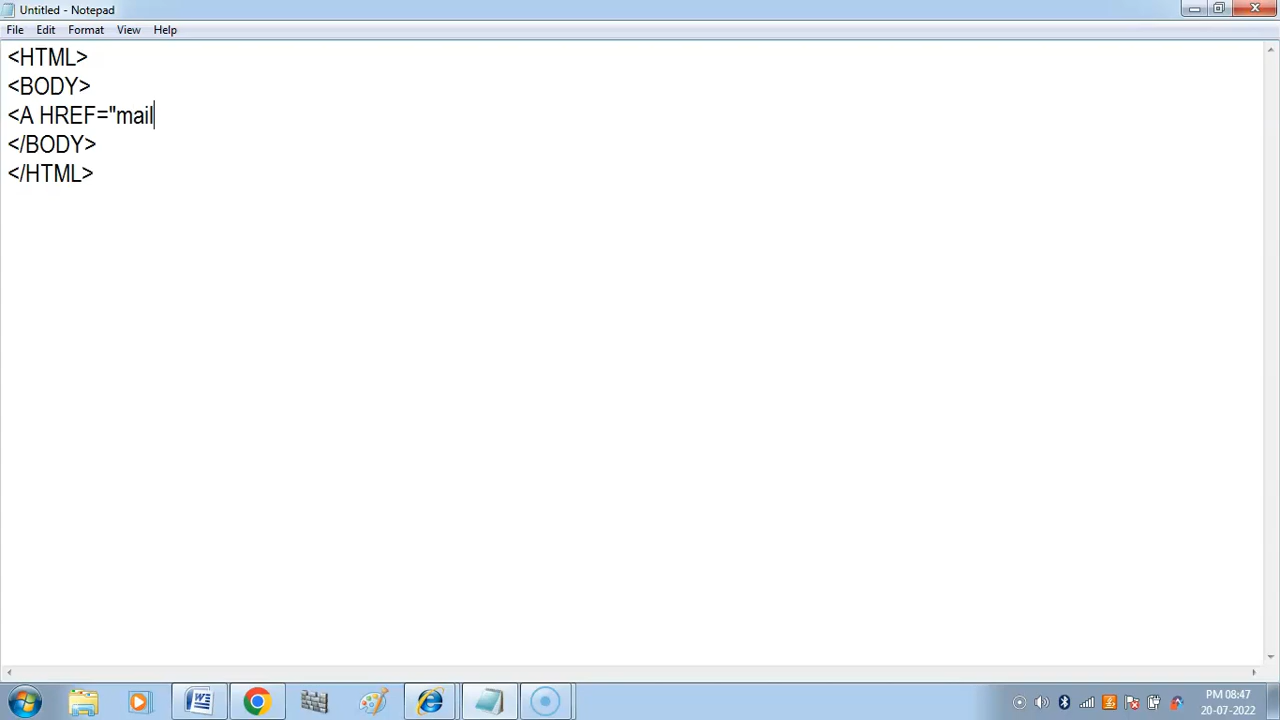 Untitled - Notepad
File Edit Format View Help
<HTML>
<BODY>
<A HREF="mail
</BODY>
</HTML>
PM 08:47
20-07-2022